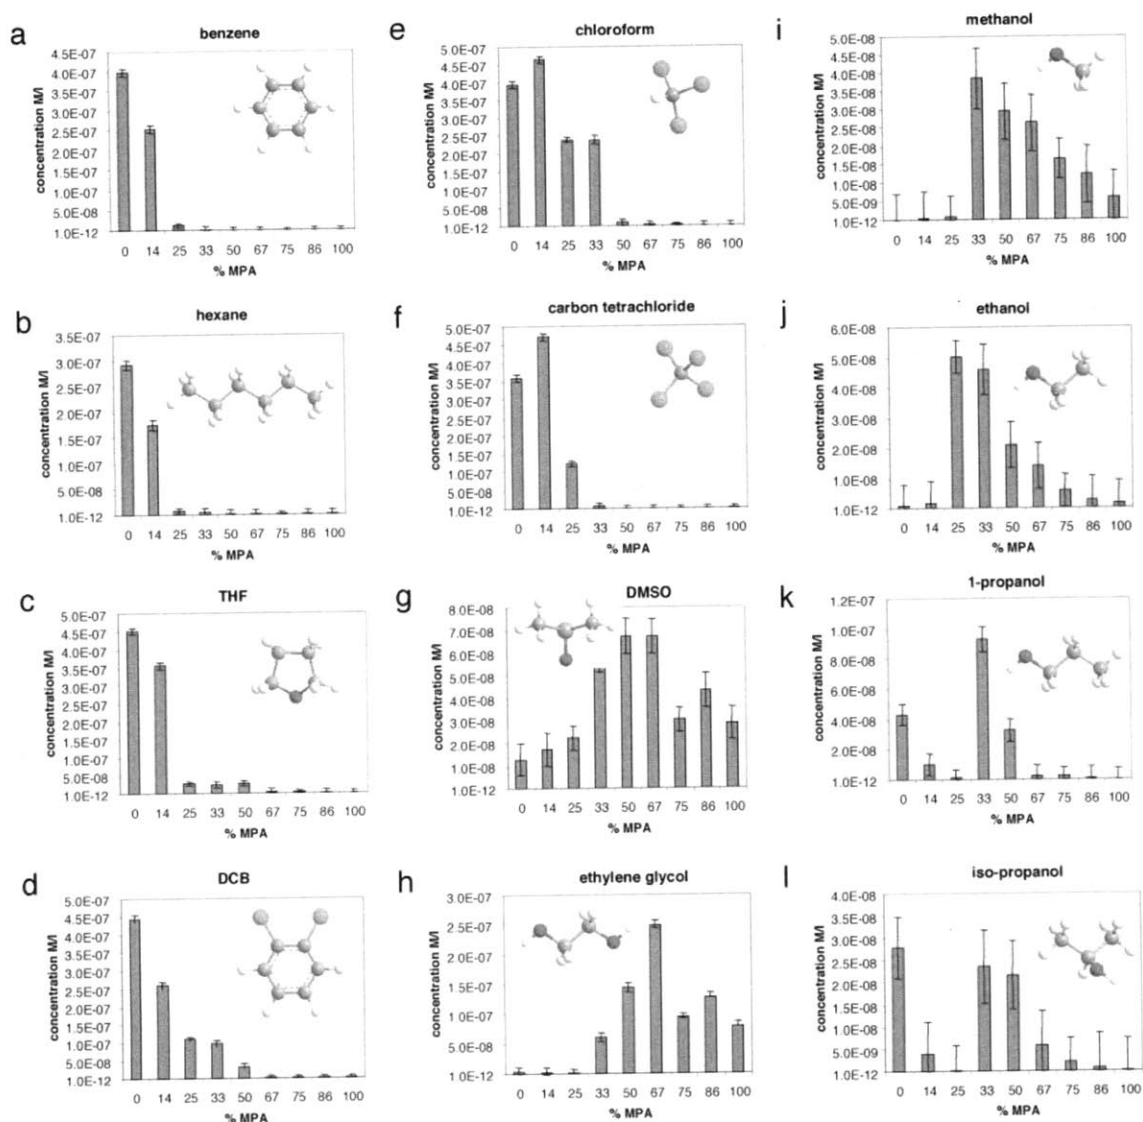 a
benzene
concentration M/l
4.5E-07
4.0E-07
3.5E-07
3.0E-07
2.5E-07
2.0E-07
1.5E-07
1.0E-07
5.0E-08
1.0E-12
0 14 25 33 50 67 75 86 100
% MPA
b
hexane
concentration M/l
3.5E-07
3.0E-07
2.5E-07
2.0E-07
1.5E-07
1.0E-07
5.0E-08
1.0E-12
0 14 25 33 50 67 75 86 100
% MPA
c
THF
concentration M/l
5.0E-07
4.5E-07
4.0E-07
3.5E-07
3.0E-07
2.5E-07
2.0E-07
1.5E-07
1.0E-07
5.0E-08
1.0E-12
0 14 25 33 50 67 75 86 100
% MPA
d
DCB
concentration M/l
5.0E-07
4.5E-07
4.0E-07
3.5E-07
3.0E-07
2.5E-07
2.0E-07
1.5E-07
1.0E-07
5.0E-08
1.0E-12
0 14 25 33 50 67 75 86 100
% MPA
e
chloroform
concentration M/l
5.0E-07
4.5E-07
4.0E-07
3.5E-07
3.0E-07
2.5E-07
2.0E-07
1.5E-07
1.0E-07
5.0E-08
1.0E-12
0 14 25 33 50 67 75 86 100
% MPA
f
carbon tetrachloride
concentration M/l
5.0E-07
4.5E-07
4.0E-07
3.5E-07
3.0E-07
2.5E-07
2.0E-07
1.5E-07
1.0E-07
5.0E-08
1.0E-12
0 14 25 33 50 67 75 86 100
% MPA
g
DMSO
concentration M/l
8.0E-08
7.0E-08
6.0E-08
5.0E-08
4.0E-08
3.0E-08
2.0E-08
1.0E-08
1.0E-12
0 14 25 33 50 67 75 86 100
% MPA
h
ethylene glycol
concentration M/l
3.0E-07
2.5E-07
2.0E-07
1.5E-07
1.0E-07
5.0E-08
1.0E-12
0 14 25 33 50 67 75 86 100
% MPA
i
methanol
concentration M/l
5.0E-08
4.5E-08
4.0E-08
3.5E-08
3.0E-08
2.5E-08
2.0E-08
1.5E-08
1.0E-08
5.0E-09
1.0E-12
0 14 25 33 50 67 75 86 100
% MPA
j
ethanol
concentration M/l
6.0E-08
5.0E-08
4.0E-08
3.0E-08
2.0E-08
1.0E-08
1.0E-12
0 14 25 33 50 67 75 86 100
% MPA
k
1-propanol
concentration M/l
1.2E-07
1.0E-07
8.0E-08
6.0E-08
4.0E-08
2.0E-08
1.0E-12
0 14 25 33 50 67 75 86 100
% MPA
l
iso-propanol
concentration M/l
4.0E-08
3.5E-08
3.0E-08
2.5E-08
2.0E-08
1.5E-08
1.0E-08
5.0E-09
1.0E-12
0 14 25 33 50 67 75 86 100
% MPA